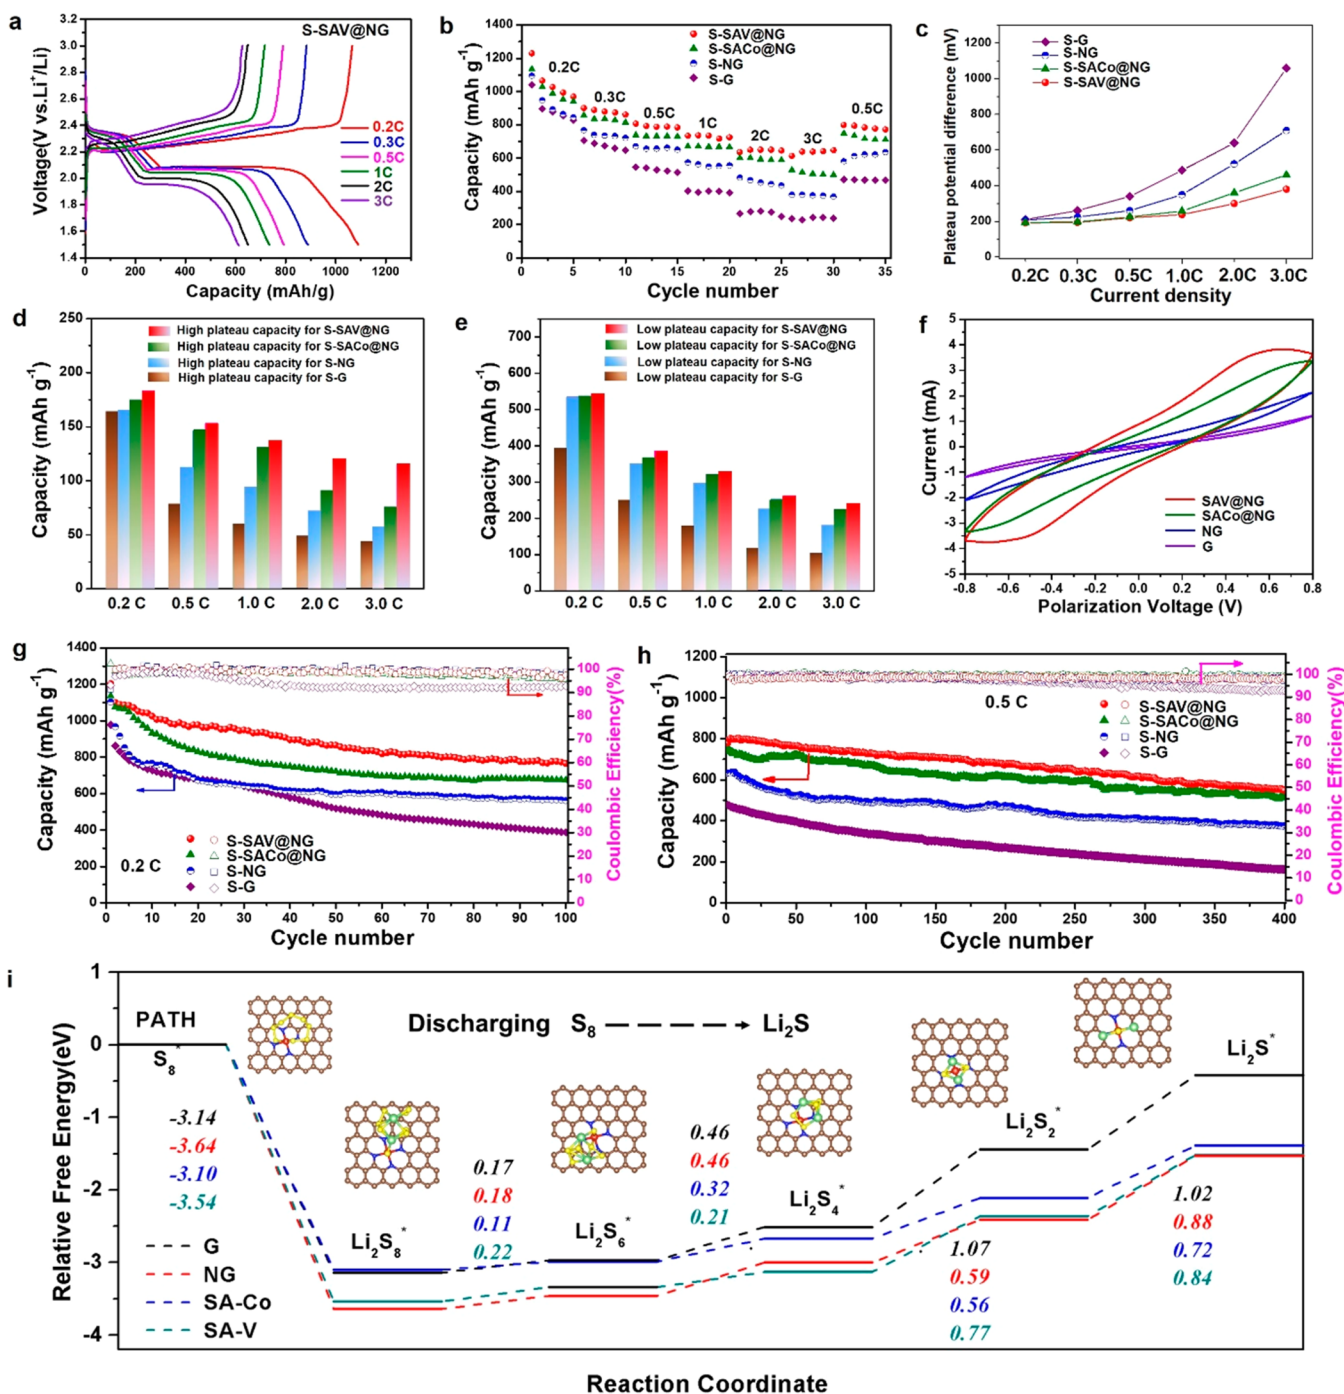 a
S-SAV@NG
3.0
2.8
2.6
2.4
2.2
2.0
1.8
1.6
1.4
Voltage(V vs.Li+/Li)
0.2C
0.3C
0.5C
1C
2C
3C
0 200 400 600 800 1000 1200
Capacity (mAh/g)
b
1400
1200
1000
800
600
400
200
0
Capacity (mAh g-1)
S-SAV@NG
S-SACo@NG
S-NG
S-G
0.2C
0.3C
0.5C
1C
2C
3C
0.5C
0 5 10 15 20 25 30 35
Cycle number
c
1200
1000
800
600
400
200
0
Plateau potential difference (mV)
S-G
S-NG
S-SACo@NG
S-SAV@NG
0.2C 0.3C 0.5C 1.0C 2.0C 3.0C
Current density
d
250
200
150
100
50
0
Capacity (mAh g-1)
High plateau capacity for S-SAV@NG
High plateau capacity for S-SACo@NG
High plateau capacity for S-NG
High plateau capacity for S-G
0.2 C 0.5 C 1.0 C 2.0 C 3.0 C
e
700
600
500
400
300
200
100
0
Capacity (mAh g-1)
Low plateau capacity for S-SAV@NG
Low plateau capacity for S-SACo@NG
Low plateau capacity for S-NG
Low plateau capacity for S-G
0.2 C 0.5 C 1.0 C 2.0 C 3.0 C
f
5
4
3
2
1
0
-1
-2
-3
-4
-5
Current (mA)
SAV@NG
SACo@NG
NG
G
-0.8 -0.6 -0.4 -0.2 0.0 0.2 0.4 0.6 0.8
Polarization Voltage (V)
g
1400
1200
1000
800
600
400
200
0
Capacity (mAh g-1)
0.2 C
S-SAV@NG
S-SACo@NG
S-NG
S-G
100
90
80
70
60
50
40
30
20
10
0
Coulombic Efficiency(%)
0 10 20 30 40 50 60 70 80 90 100
Cycle number
h
1200
1000
800
600
400
200
0
Capacity (mAh g-1)
0.5 C
S-SAV@NG
S-SACo@NG
S-NG
S-G
100
90
80
70
60
50
40
30
20
10
0
Coulombic Efficiency(%)
0 50 100 150 200 250 300 350 400
Cycle number
i
1
0
-1
-2
-3
-4
Relative Free Energy(eV)
PATH
Discharging S8 Li2S
S8*
-3.14
-3.64
-3.10
-3.54
Li2S8*
0.17
0.18
0.11
0.22
Li2S6*
0.46
0.46
0.32
0.21
Li2S4*
1.07
0.59
0.56
0.77
Li2S2*
1.02
0.88
0.72
0.84
Li2S*
G
NG
SA-Co
SA-V
Reaction Coordinate